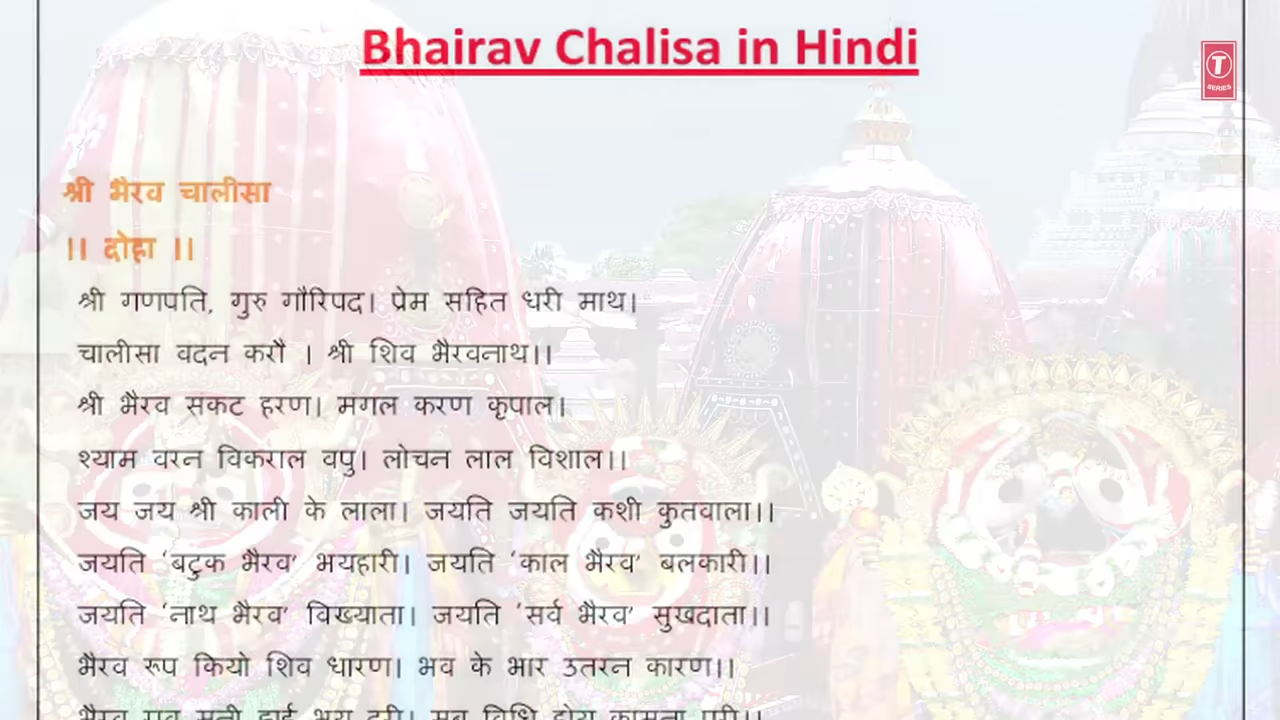 Bhairav Chalisa in Hindi
T
SERIES
श्री भैरव चालीसा
।। दोहा ।।
श्री गणपति, गुरु गौरिपद। प्रेम सहित धरी माथ।
चालीसा वदन करौ । श्री शिव भैरवनाथ।।
श्री भैरव सकट हरण। मगल करण कृपाल।
श्याम वरन विकराल वपु। लोचन लाल विशाल।।
जय जय श्री काली के लाला। जयति जयति कशी कुतवाला।।
जयति ‘बटुक भैरव’ भयहारी। जयति ‘काल भैरव’ बलकारी।।
जयति ‘नाथ भैरव’ विख्याता। जयति ‘सर्व भैरव’ सुखदाता।।
भैरव रुप कियो शिव धारण। भव के भार उतरन कारण।।